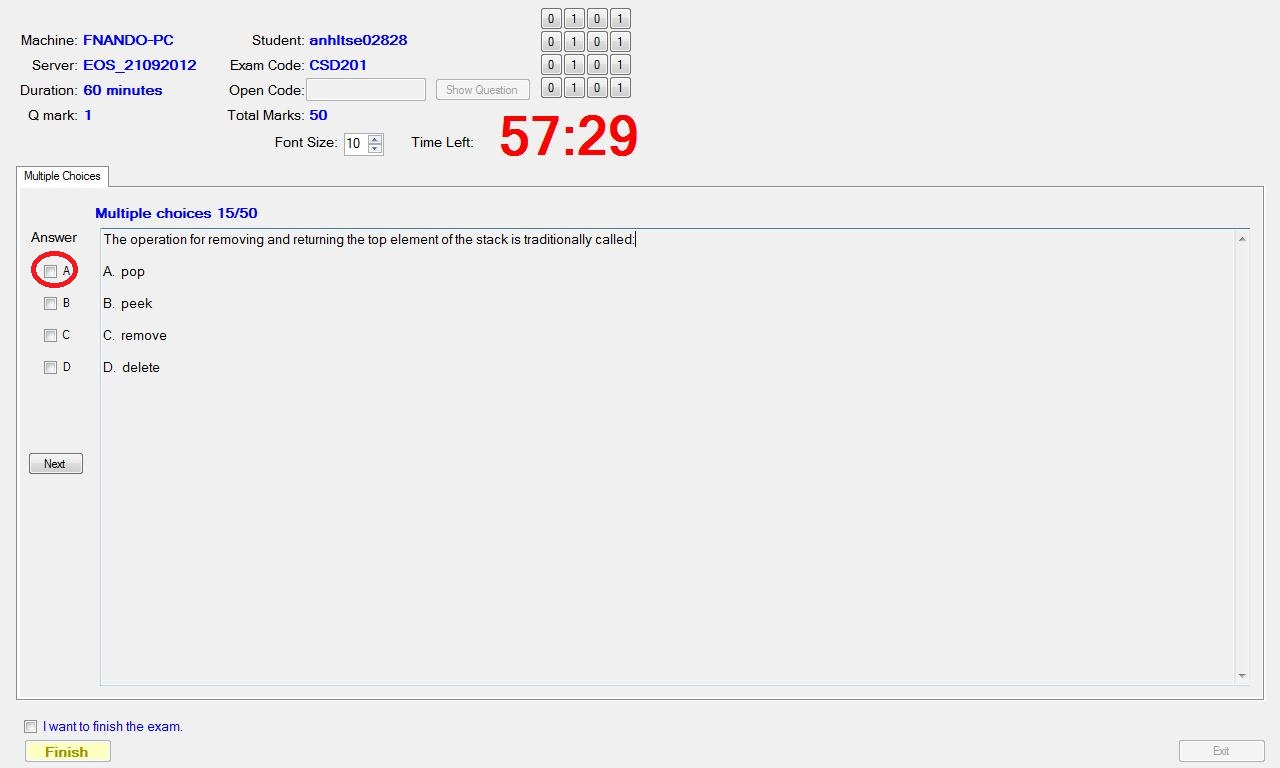 0 1 0 1
Machine: FNANDO-PC Student: anhltse02828
0 1 0 1
Server: EOS_21092012 Exam Code: CSD201
0 1 0 1
Duration: 60 minutes Open Code: Show Question
0 1 0 1
Q mark: 1 Total Marks: 50
Font Size: 10 Time Left: 57:29
Multiple Choices
Multiple choices 15/50
Answer
The operation for removing and returning the top element of the stack is traditionally called:
A A. pop
B B. peek
C C. remove
D D. delete
Next
I want to finish the exam.
Finish
Exit